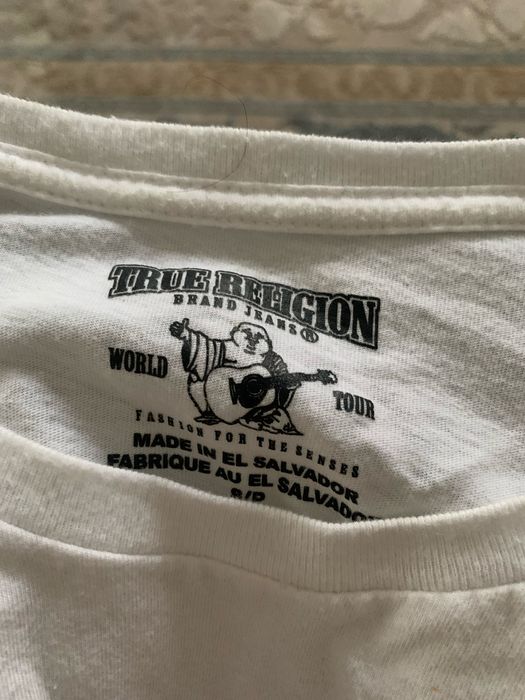 TRUE RELIGION
BRAND JEANS®
WORLD TOUR
FASHION FOR THE SENSES
MADE IN EL SALVADOR
FABRIQUE AU EL SALVADOR
S/P